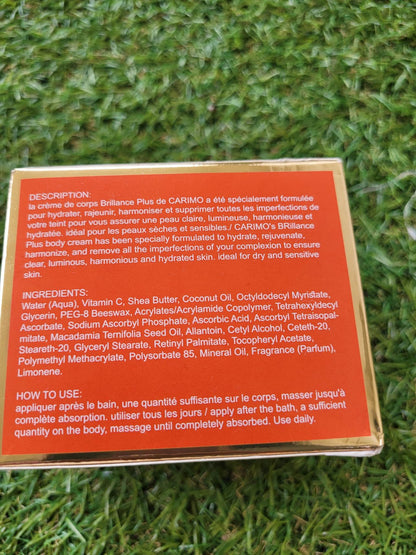 DESCRIPTION:
la crème de corps Brillance Plus de CARIMO a été spécialement formulée
pour hydrater, rajeunir, harmoniser et supprimer toutes les imperfections de
votre teint pour vous assurer une peau claire, lumineuse, harmonieuse et
hydratée. idéal pour les peaux sèches et sensibles./ CARIMO's BRillance
Plus body cream has been specially formulated to hydrate, rejuvenate,
harmonize, and remove all the imperfections of your complexion to ensure
clear, luminous, harmonious and hydrated skin. ideal for dry and sensitive
skin.
INGREDIENTS:
Water (Aqua), Vitamin C, Shea Butter, Coconut Oil, Octyldodecyl Myristate,
Glycerin, PEG-8 Beeswax, Acrylates/Acrylamide Copolymer, Tetrahexyldecyl
Ascorbate, Sodium Ascorbyl Phosphate, Ascorbic Acid, Ascorbyl Tetraisopal-
mitate, Macadamia Ternifolia Seed Oil, Allantoin, Cetyl Alcohol, Ceteth-20,
Steareth-20, Glyceryl Stearate, Retinyl Palmitate, Tocopheryl Acetate,
Polymethyl Methacrylate, Polysorbate 85, Mineral Oil, Fragrance (Parfum),
Limonene.
HOW TO USE:
appliquer après le bain, une quantité suffisante sur le corps, masser jusqu'à
complète absorption. utiliser tous les jours / apply after the bath, a sufficient
quantity on the body, massage until completely absorbed. Use daily.